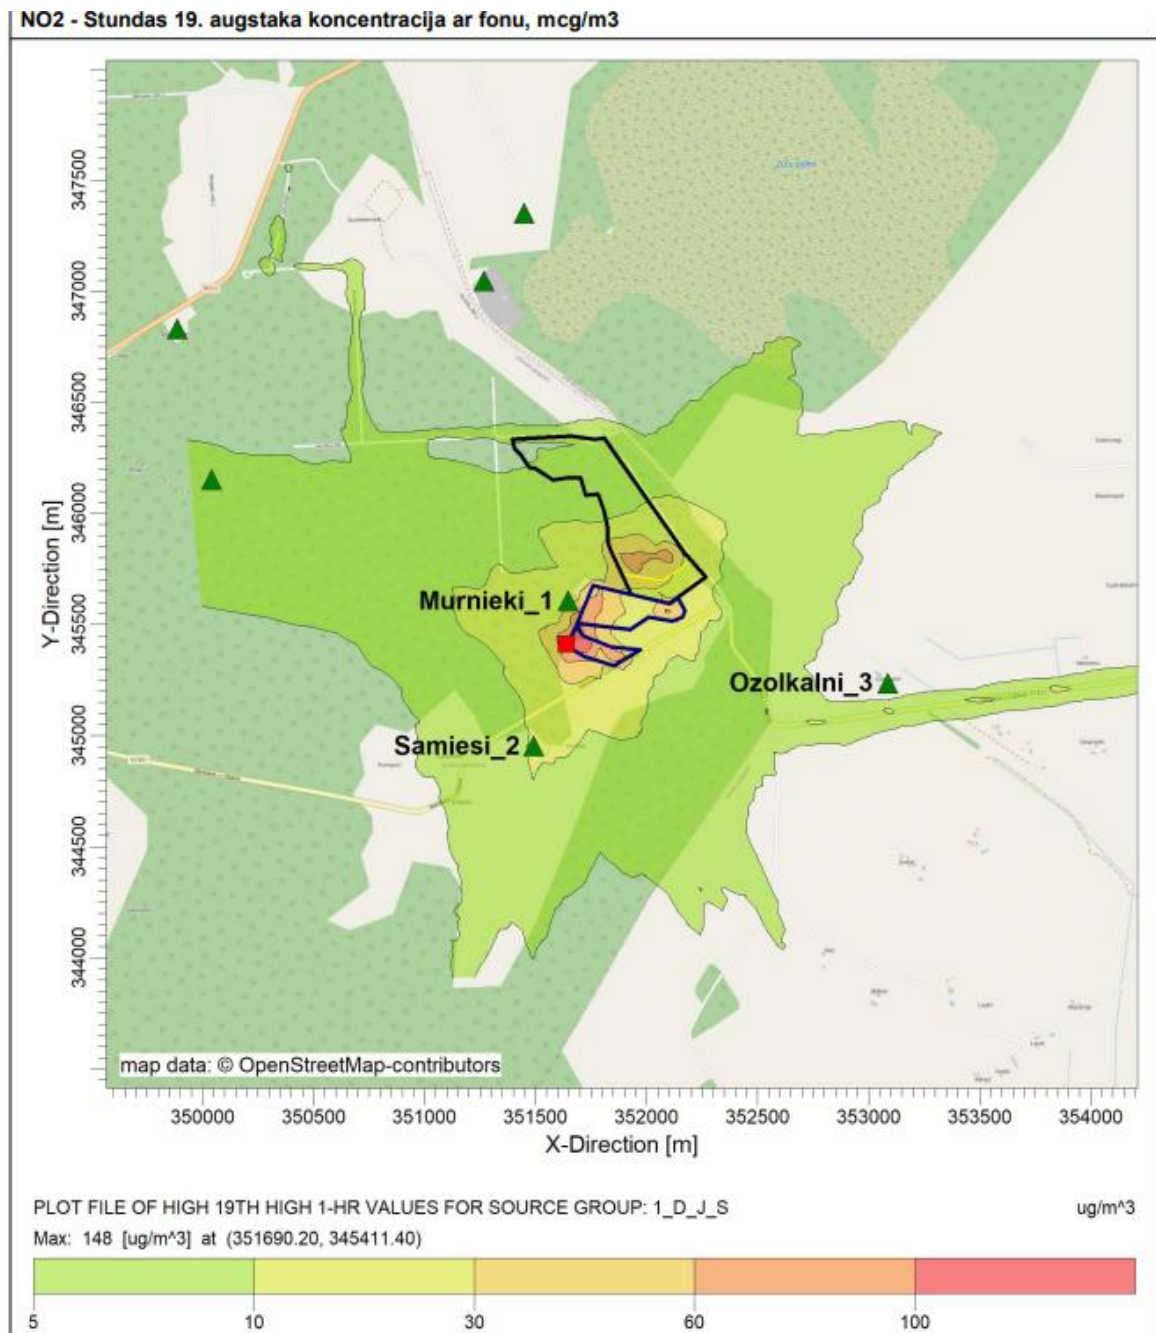 NO2 - Stundas 19. augstaka koncentracija ar fonu, mcg/m3
Y-Direction [m]
347500
347000
346500
346000
345500
345000
344500
344000
Murnieki_1
Ozolkalni_3
Samiesi_2
map data: © OpenStreetMap-contributors
350000 350500 351000 351500 352000 352500 353000 353500 354000
X-Direction [m]
PLOT FILE OF HIGH 19TH HIGH 1-HR VALUES FOR SOURCE GROUP: 1_D_J_S ug/m^3
Max: 148 [ug/m^3] at (351690.20, 345411.40)
5 10 30 60 100